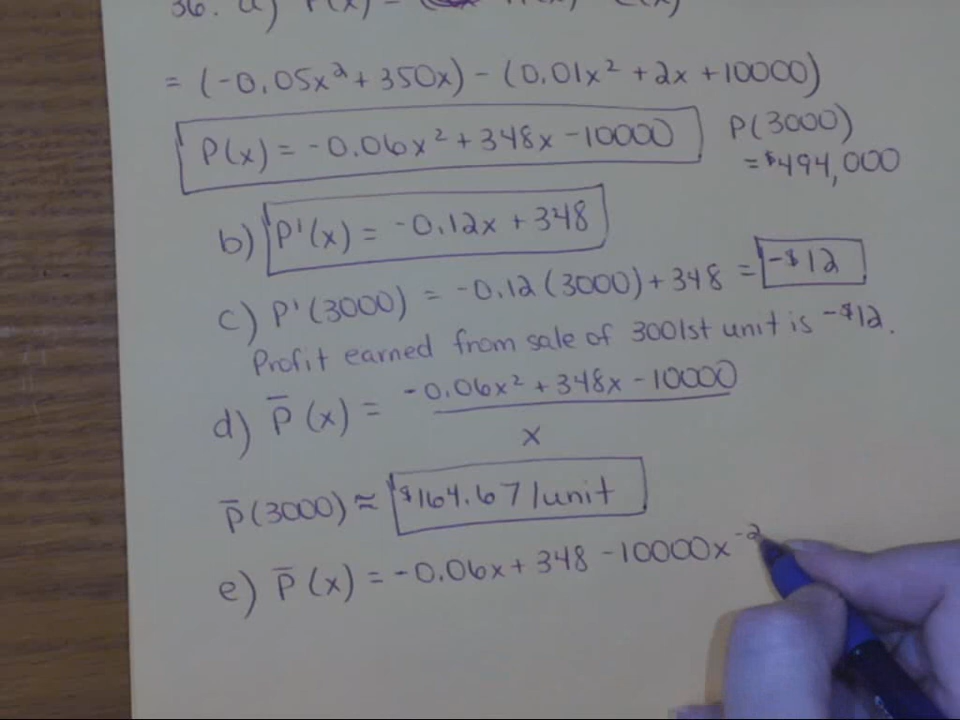 36. a) P(x) =
= (-0.05x² + 350x) - (0.01x² + 2x + 10000)
P(x) = -0.06x² + 348x - 10000
P(3000)
= $494,000
b) P'(x) = -0.12x + 348
c) P'(3000) = -0.12(3000) + 348 = -$12
Profit earned from sale of 3001st unit is -$12.
d) P̅(x) = -0.06x² + 348x - 10000
x
P̅(3000) ≈ $164.67/unit
e) P̅(x) = -0.06x + 348 - 10000x⁻²